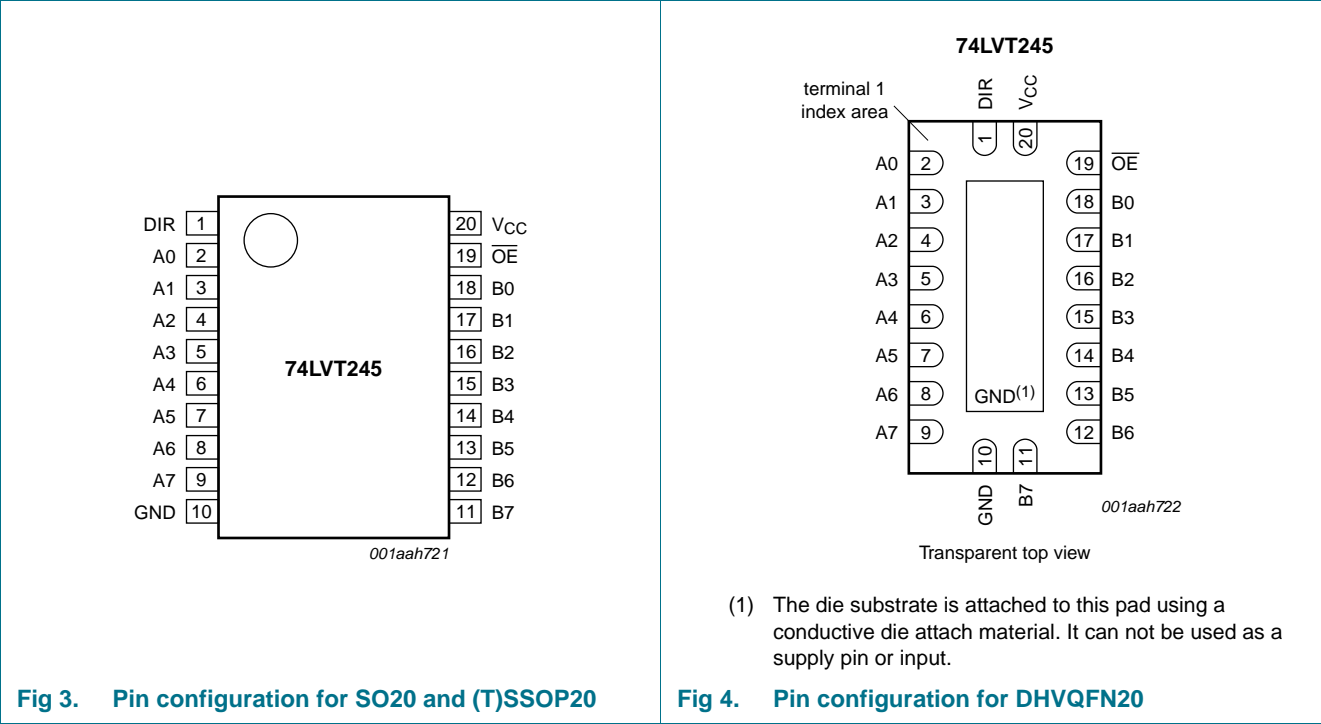 DIR 1
A0 2
A1 3
A2 4
A3 5
A4 6
A5 7
A6 8
A7 9
GND 10
74LVT245
20 VCC
19 O̅E̅
18 B0
17 B1
16 B2
15 B3
14 B4
13 B5
12 B6
11 B7
001aah721
Fig 3. Pin configuration for SO20 and (T)SSOP20
74LVT245
terminal 1
index area
DIR
VCC
1
20
A0 2
A1 3
A2 4
A3 5
A4 6
A5 7
A6 8
A7 9
19 O̅E̅
18 B0
17 B1
16 B2
15 B3
14 B4
13 B5
12 B6
GND(1)
10
11
GND
B7
001aah722
Transparent top view
(1) The die substrate is attached to this pad using a
conductive die attach material. It can not be used as a
supply pin or input.
Fig 4. Pin configuration for DHVQFN20